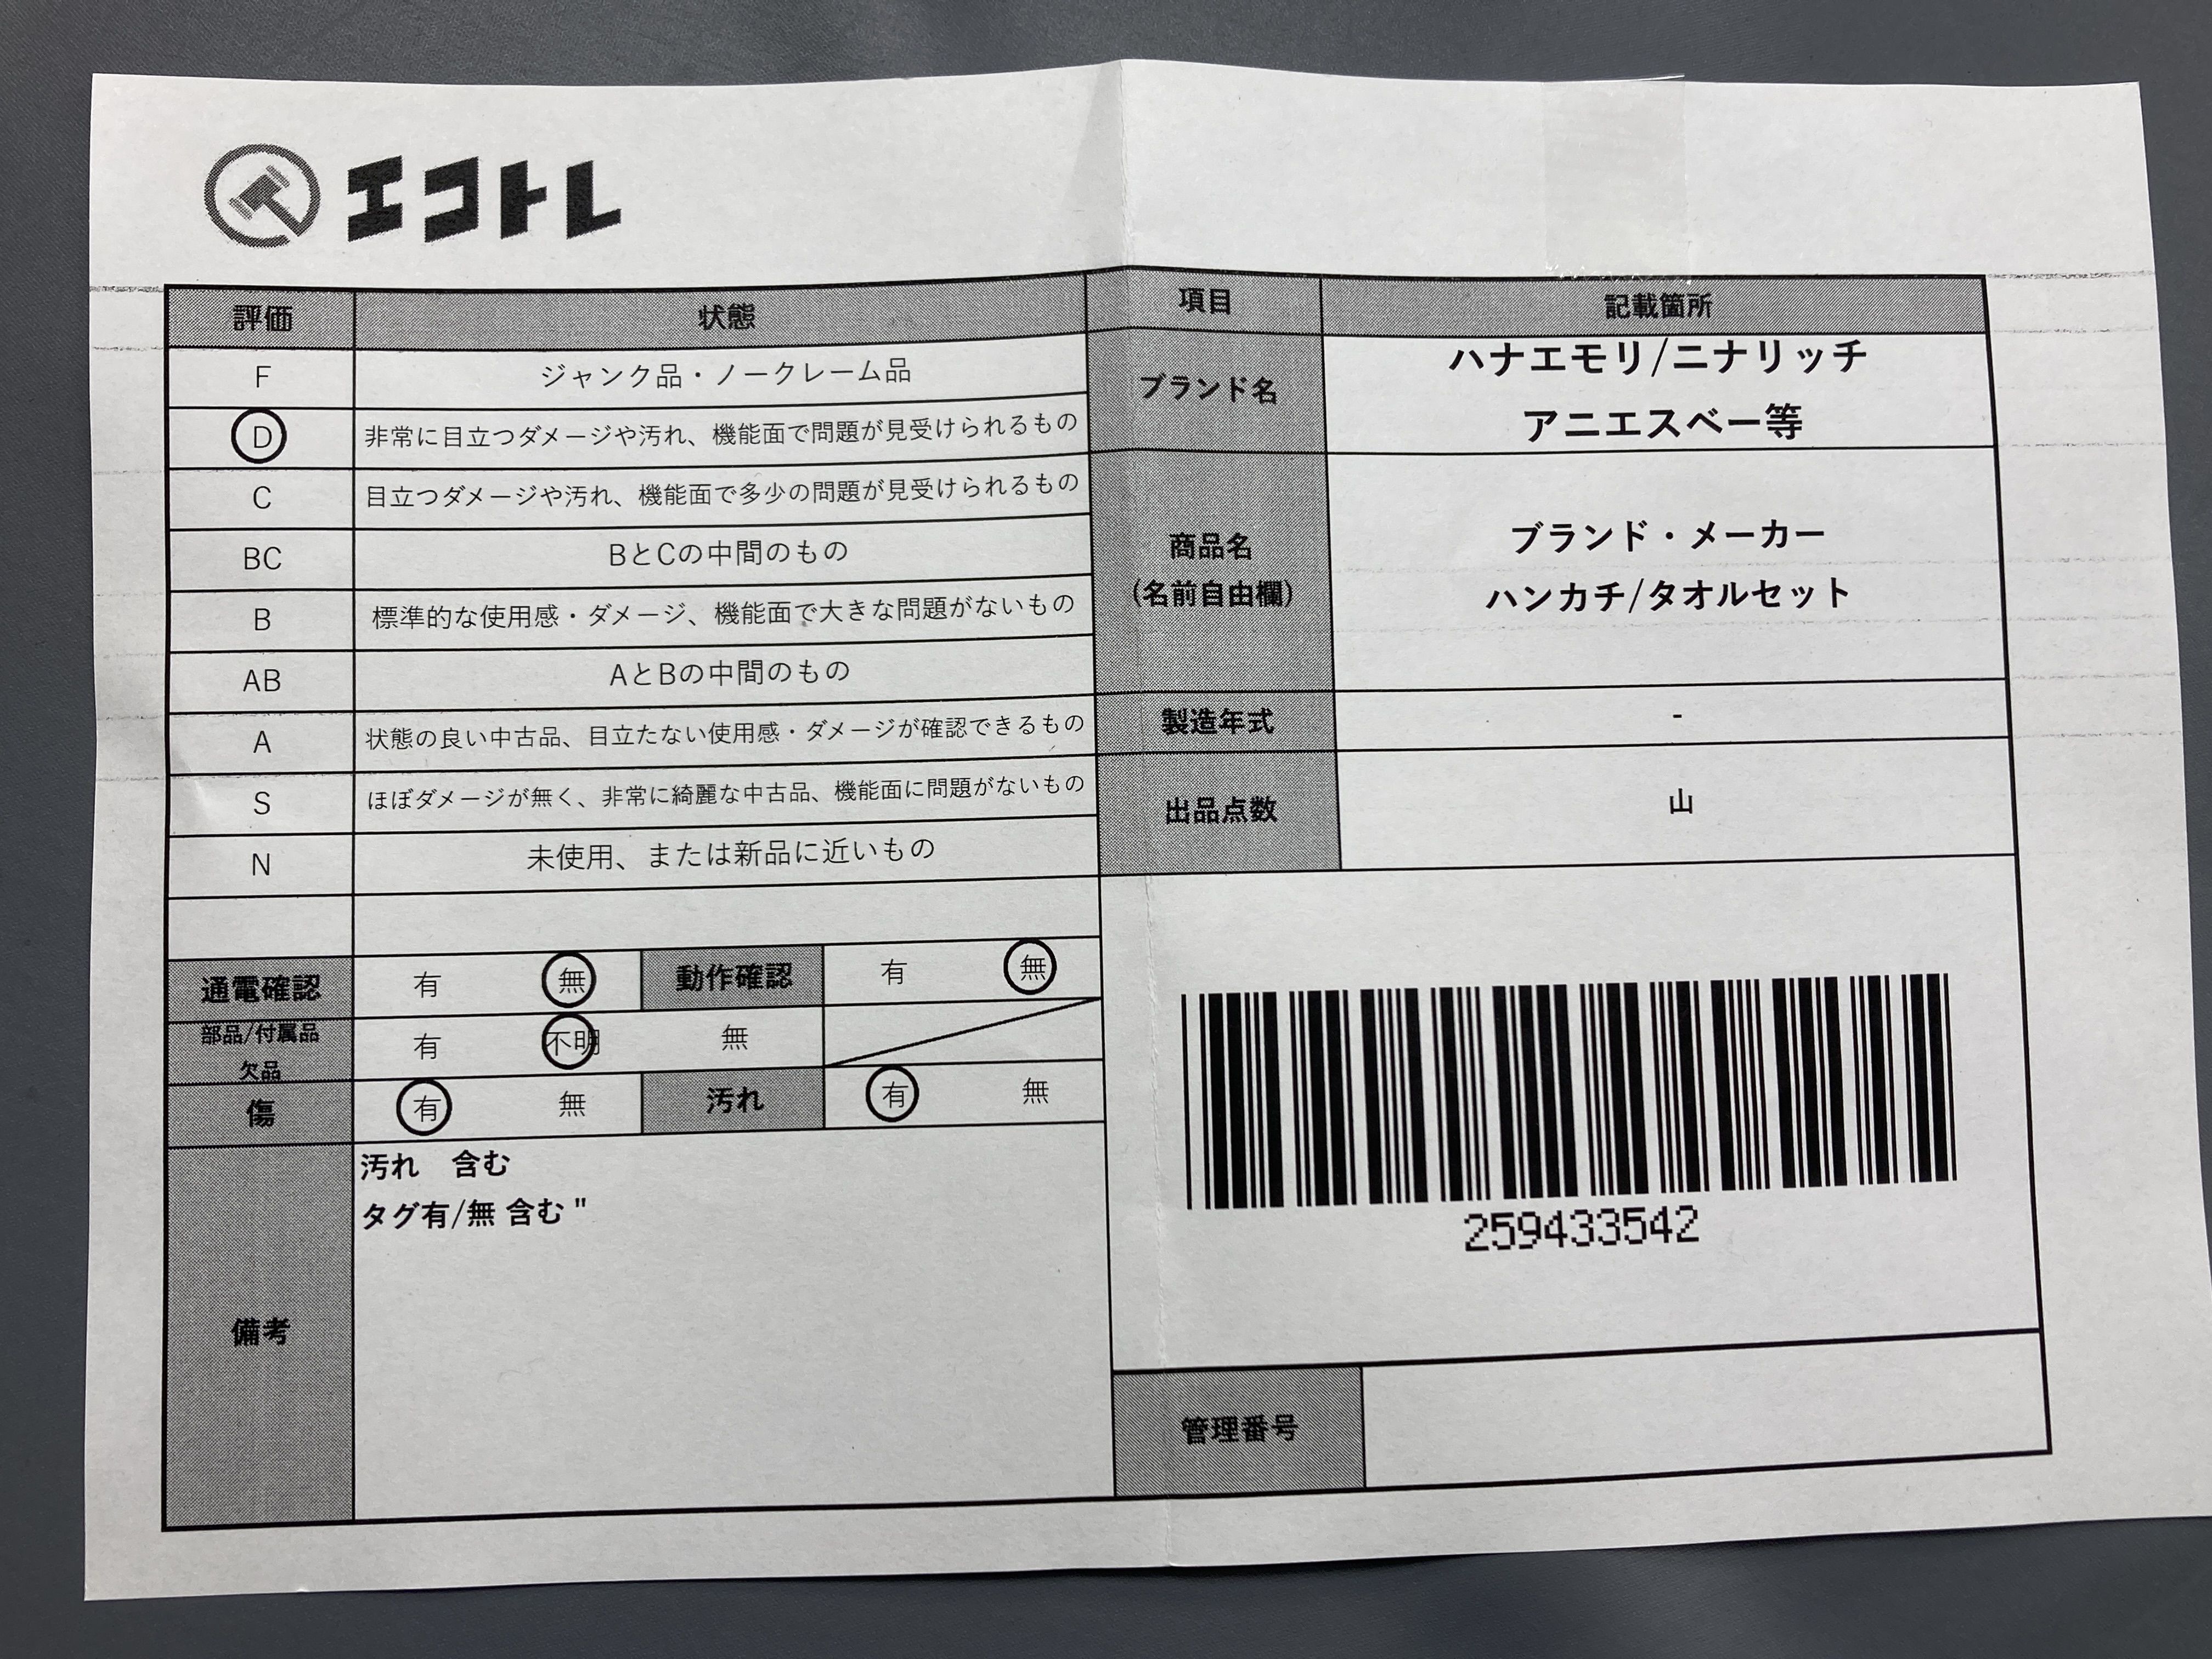 エコトレ
評価 状態
F ジャンク品・ノークレーム品
D 非常に目立つダメージや汚れ、機能面で問題が見受けられるもの
C 目立つダメージや汚れ、機能面で多少の問題が見受けられるもの
BC BとCの中間のもの
B 標準的な使用感・ダメージ、機能面で大きな問題がないもの
AB AとBの中間のもの
A 状態の良い中古品、目立たない使用感・ダメージが確認できるもの
S ほぼダメージが無く、非常に綺麗な中古品、機能面に問題がないもの
N 未使用、または新品に近いもの
通電確認 有 無 動作確認 有 無
部品/付属品
欠品 有 不明 無
傷 有 無 汚れ 有 無
備考
汚れ 含む
タグ有/無 含む "
項目 記載箇所
ブランド名
ハナエモリ/ニナリッチ
アニエスベー等
商品名
(名前自由欄)
ブランド・メーカー
ハンカチ/タオルセット
製造年式 -
出品点数 山
259433542
管理番号